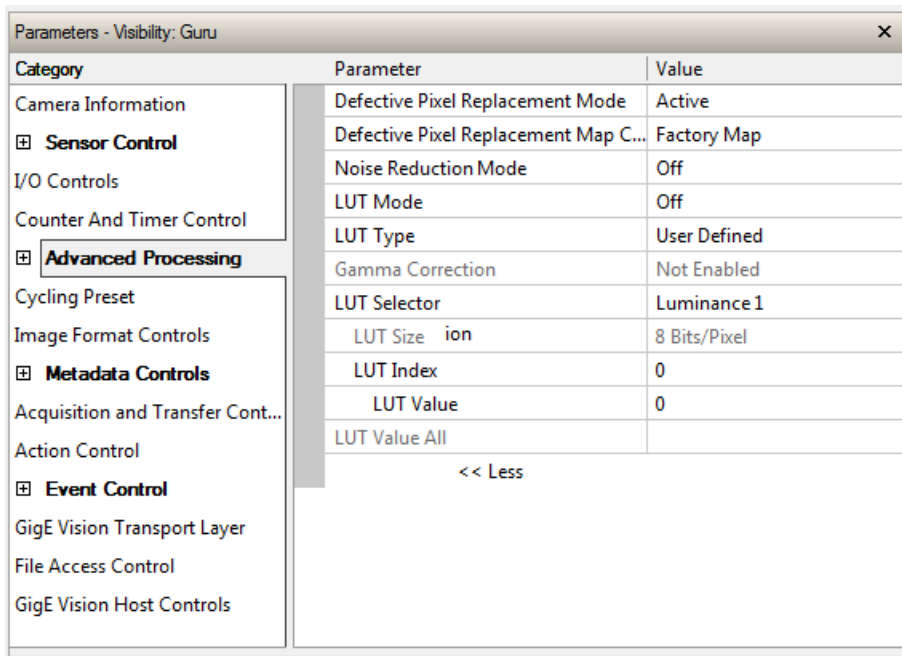 Parameters - Visibility: Guru ×
Category Parameter Value
Camera Information
Sensor Control
I/O Controls
Counter And Timer Control
Advanced Processing
Cycling Preset
Image Format Controls
Metadata Controls
Acquisition and Transfer Cont...
Action Control
Event Control
GigE Vision Transport Layer
File Access Control
GigE Vision Host Controls
Defective Pixel Replacement Mode Active
Defective Pixel Replacement Map C... Factory Map
Noise Reduction Mode Off
LUT Mode Off
LUT Type User Defined
Gamma Correction Not Enabled
LUT Selector Luminance 1
LUT Size ion 8 Bits/Pixel
LUT Index 0
LUT Value 0
LUT Value All
<< Less